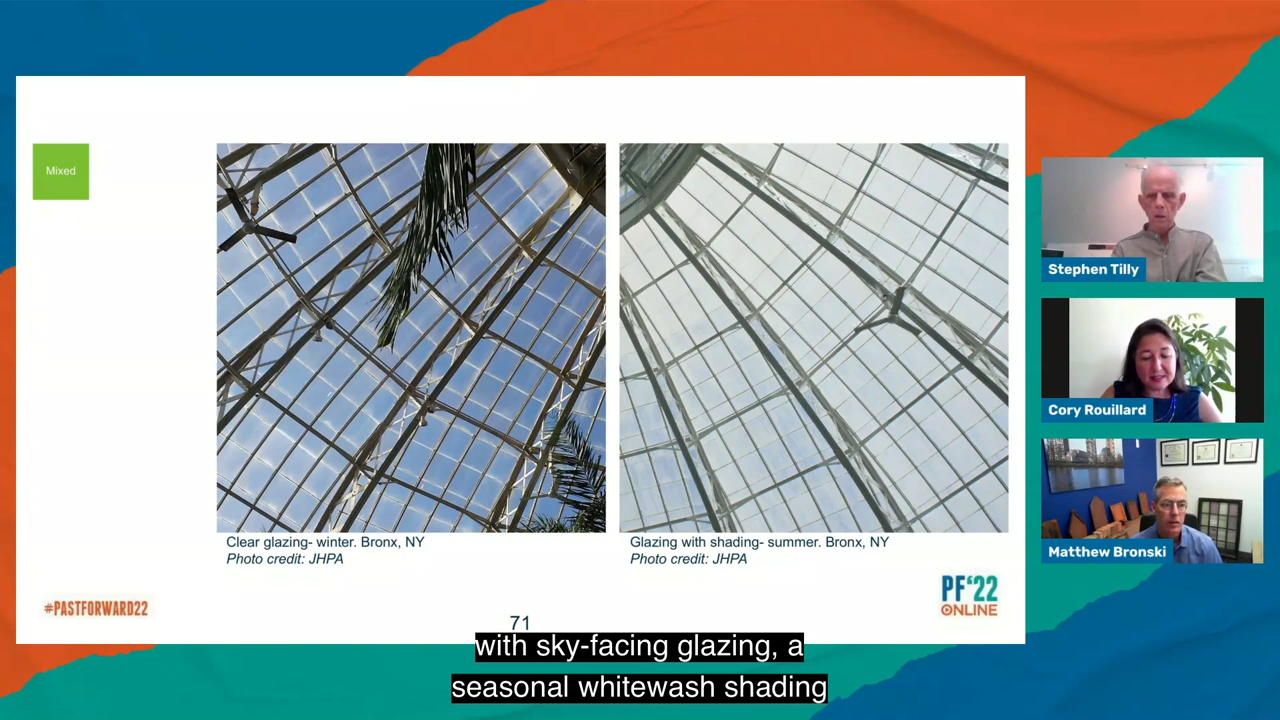 Mixed
Clear glazing- winter. Bronx, NY
Photo credit: JHPA
Glazing with shading- summer. Bronx, NY
Photo credit: JHPA
#PASTFORWARD22
PF'22
ONLINE
71
Stephen Tilly
Cory Rouillard
Matthew Bronski
with sky-facing glazing, a
seasonal whitewash shading